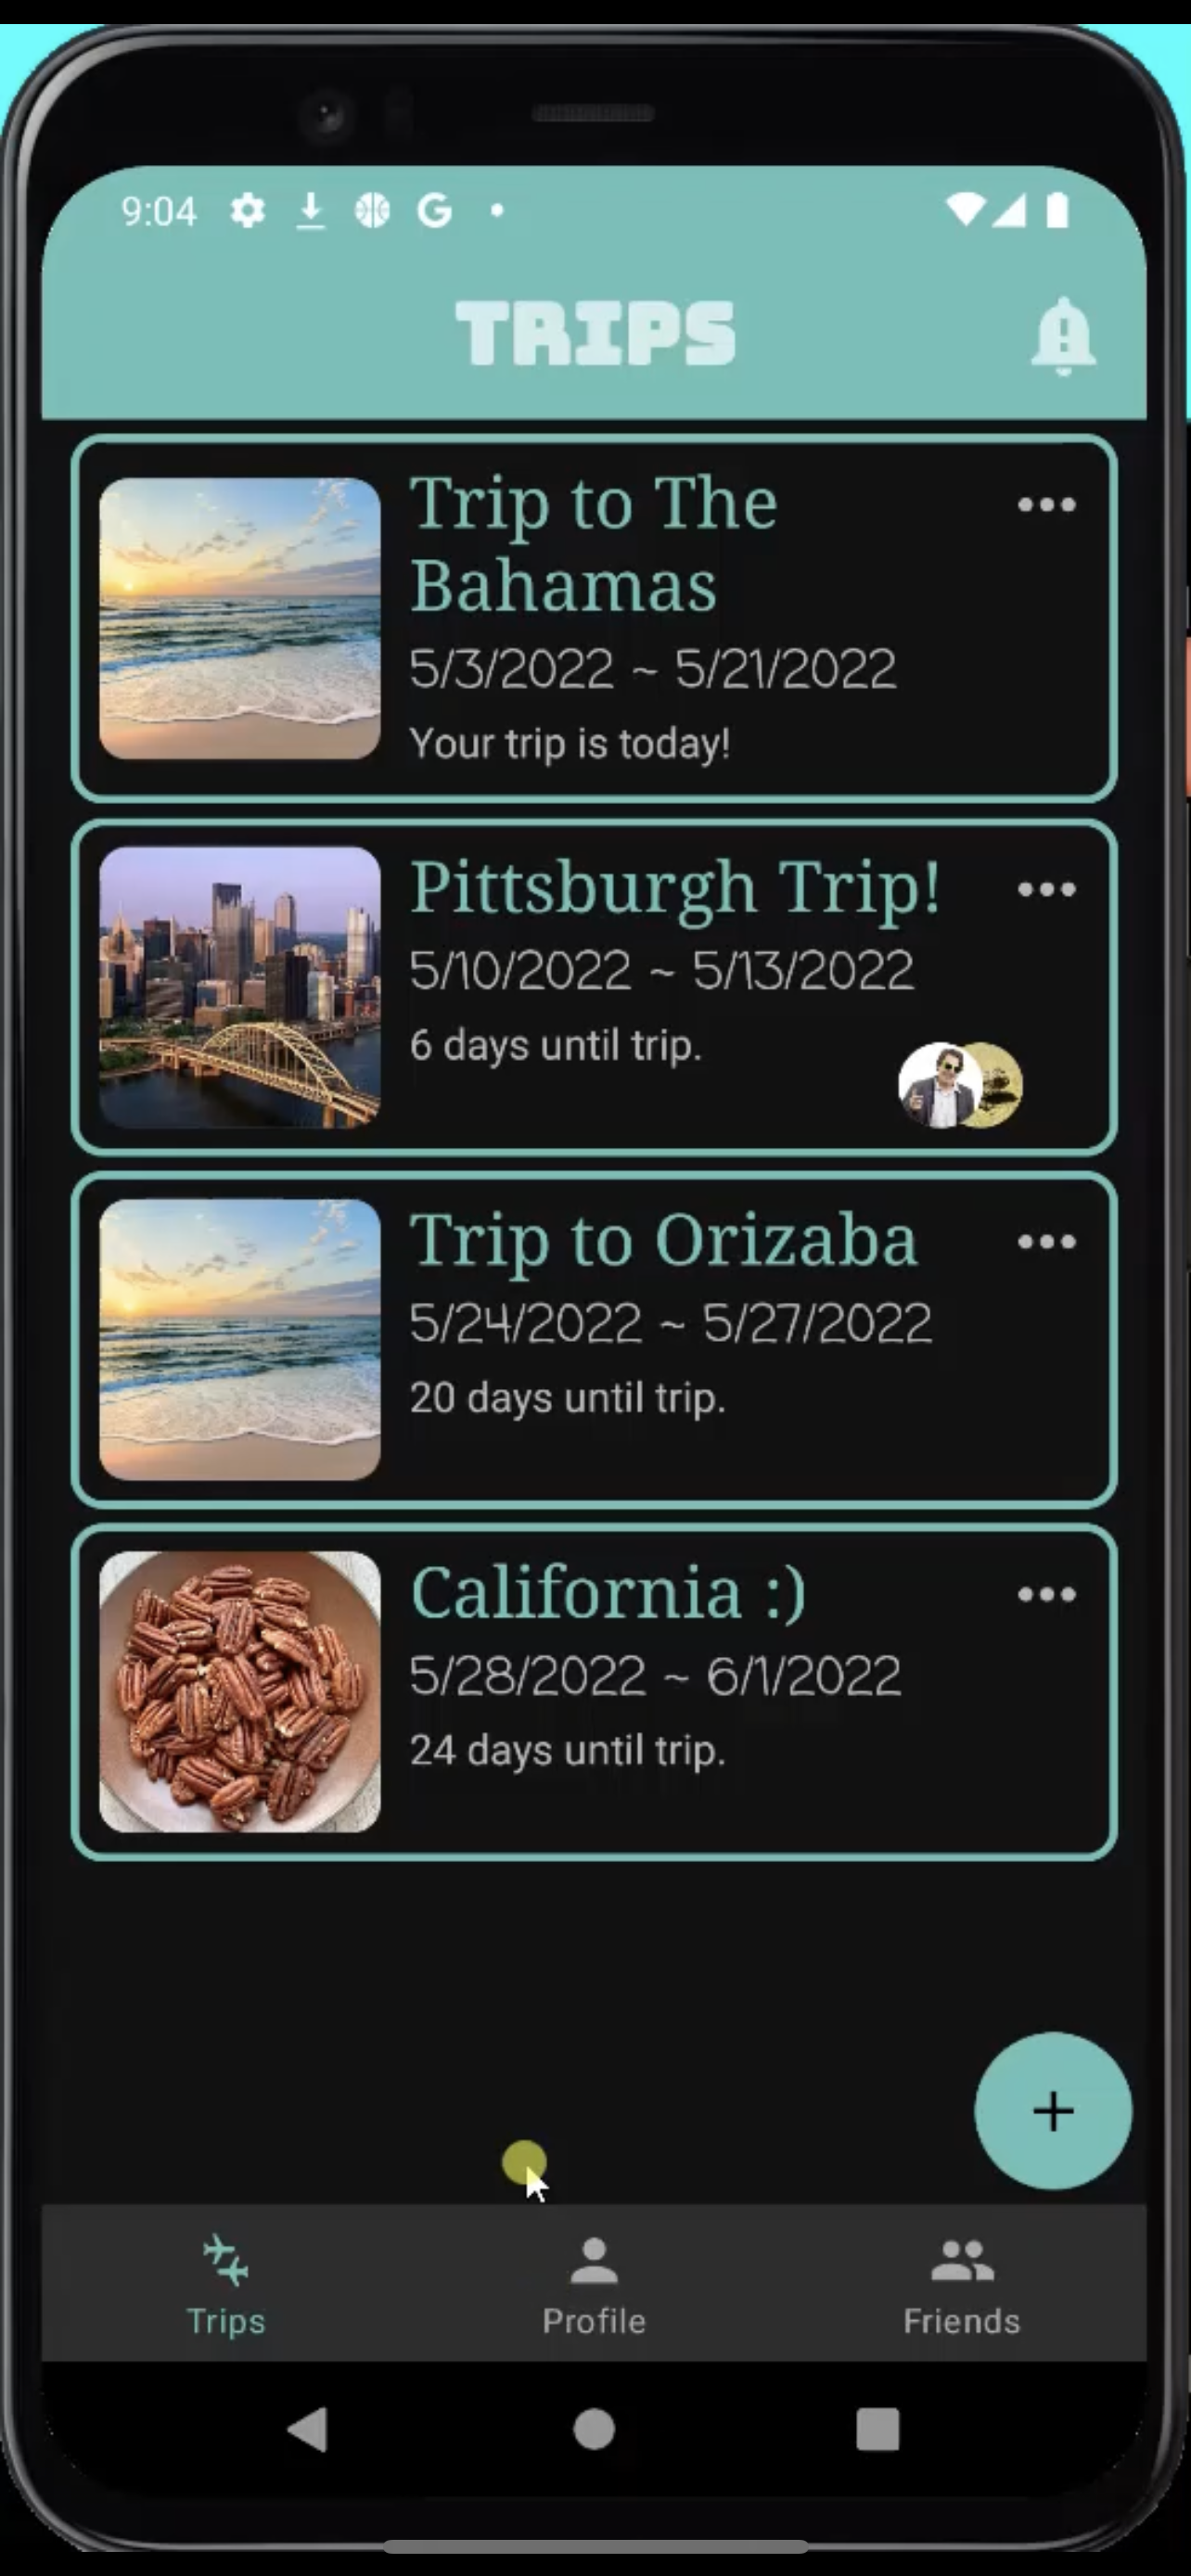 9:04
TRIPS
Trip to The
Bahamas
5/3/2022 ~ 5/21/2022
Your trip is today!
Pittsburgh Trip!
5/10/2022 ~ 5/13/2022
6 days until trip.
Trip to Orizaba
5/24/2022 ~ 5/27/2022
20 days until trip.
California :)
5/28/2022 ~ 6/1/2022
24 days until trip.
Trips
Profile
Friends